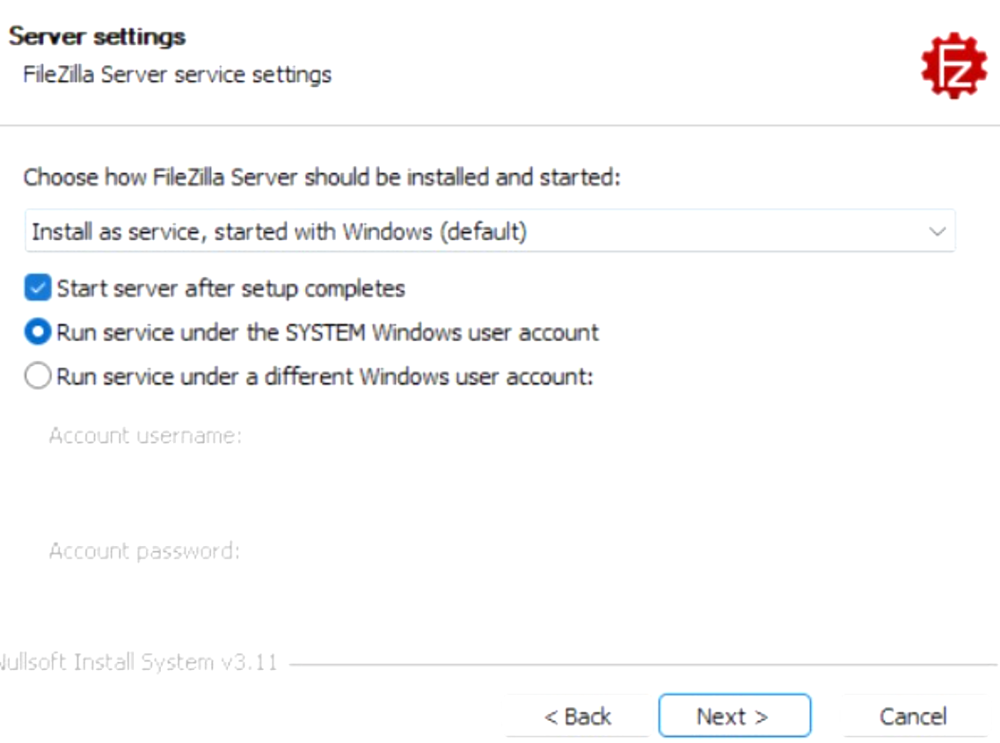 Server settings
FileZilla Server service settings
Fz
Choose how FileZilla Server should be installed and started:
Install as service, started with Windows (default)
Start server after setup completes
Run service under the SYSTEM Windows user account
Run service under a different Windows user account:
Account username:
Account password:
Nullsoft Install System v3.11
< Back
Next >
Cancel